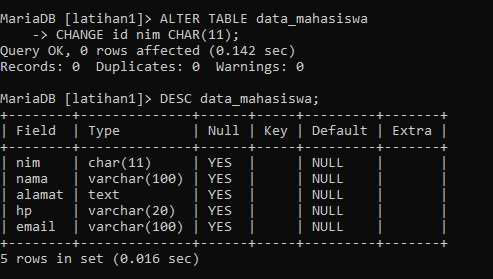 MariaDB [latihan1]> ALTER TABLE data_mahasiswa
    -> CHANGE id nim CHAR(11);
Query OK, 0 rows affected (0.142 sec)
Records: 0  Duplicates: 0  Warnings: 0

MariaDB [latihan1]> DESC data_mahasiswa;
+--------+--------------+------+-----+---------+-------+
| Field  | Type         | Null | Key | Default | Extra |
+--------+--------------+------+-----+---------+-------+
| nim    | char(11)     | YES  |     | NULL    |       |
| nama   | varchar(100) | YES  |     | NULL    |       |
| alamat | text         | YES  |     | NULL    |       |
| hp     | varchar(20)  | YES  |     | NULL    |       |
| email  | varchar(100) | YES  |     | NULL    |       |
+--------+--------------+------+-----+---------+-------+
5 rows in set (0.016 sec)